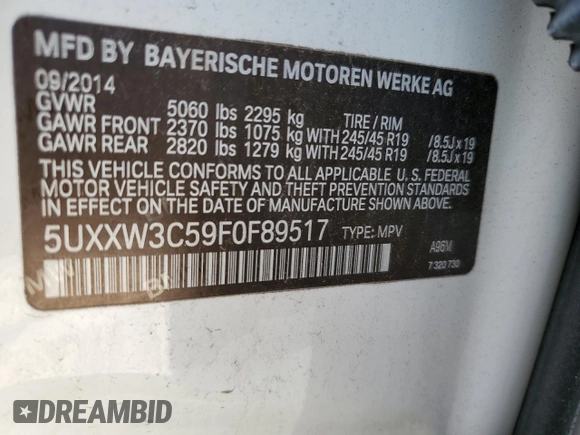 MFD BY BAYERISCHE MOTOREN WERKE AG
09/2014
GVWR 5060 lbs 2295 kg TIRE / RIM
GAWR FRONT 2370 lbs 1075 kg WITH 245/45 R19 /8.5J x 19
GAWR REAR 2820 lbs 1279 kg WITH 245/45 R19 /8.5J x 19
THIS VEHICLE CONFORMS TO ALL APPLICABLE U. S. FEDERAL
MOTOR VEHICLE SAFETY AND THEFT PREVENTION STANDARDS
IN EFFECT ON THE DATE OF MANUFACTURE SHOWN ABOVE.
5UXXW3C59F0F89517 TYPE: MPV
A96M
7 320 730
DREAMBID